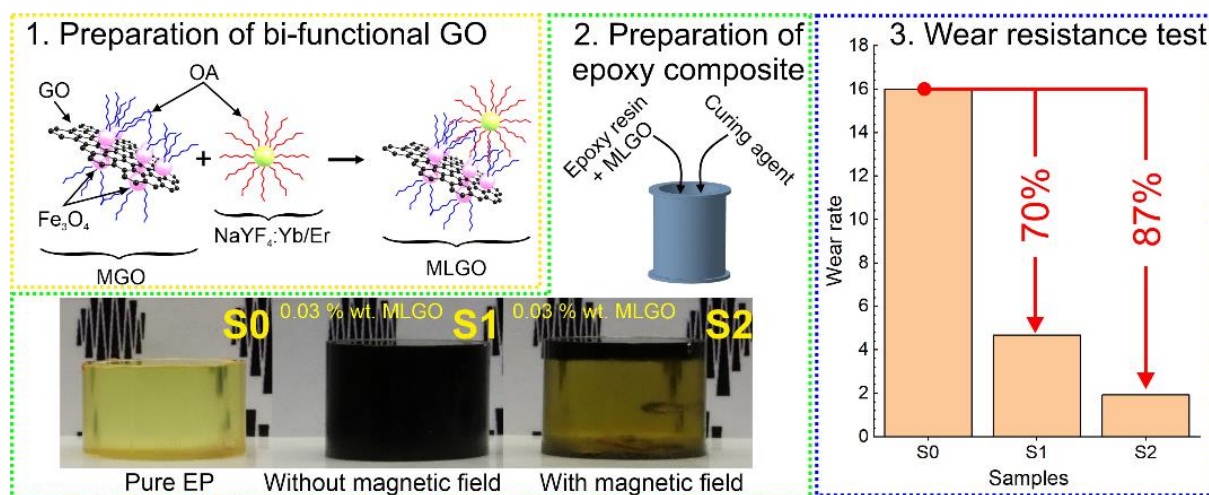 1. Preparation of bi-functional GO
OA
GO
+
Fe₃O₄
NaYF₄:Yb/Er
MGO
MLGO
2. Preparation of
epoxy composite
Epoxy resin
+ MLGO
Curing agent
S0
0.03 % wt. MLGO
S1
0.03 % wt. MLGO
S2
Pure EP
Without magnetic field
With magnetic field
3. Wear resistance test
18
16
14
12
10
8
6
4
2
0
Wear rate
70%
87%
S0
S1
S2
Samples